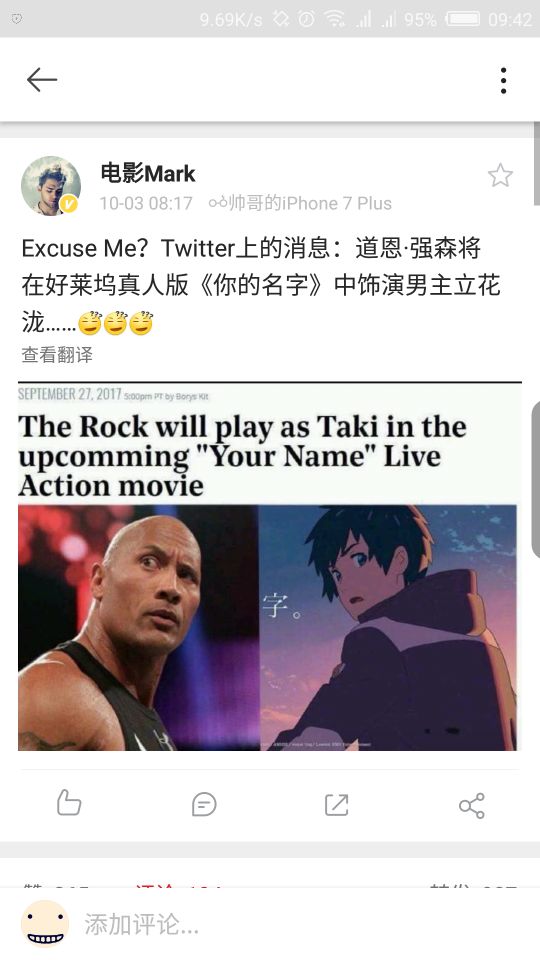 9.69K/s 95% 09:42
电影Mark
10-03 08:17 帅哥的iPhone 7 Plus
Excuse Me？Twitter上的消息：道恩·强森将
在好莱坞真人版《你的名字》中饰演男主立花
泷……
查看翻译
SEPTEMBER 27, 2017 5:00pm PT by Borys Kit
The Rock will play as Taki in the
upcomming "Your Name" Live
Action movie
字。
添加评论...